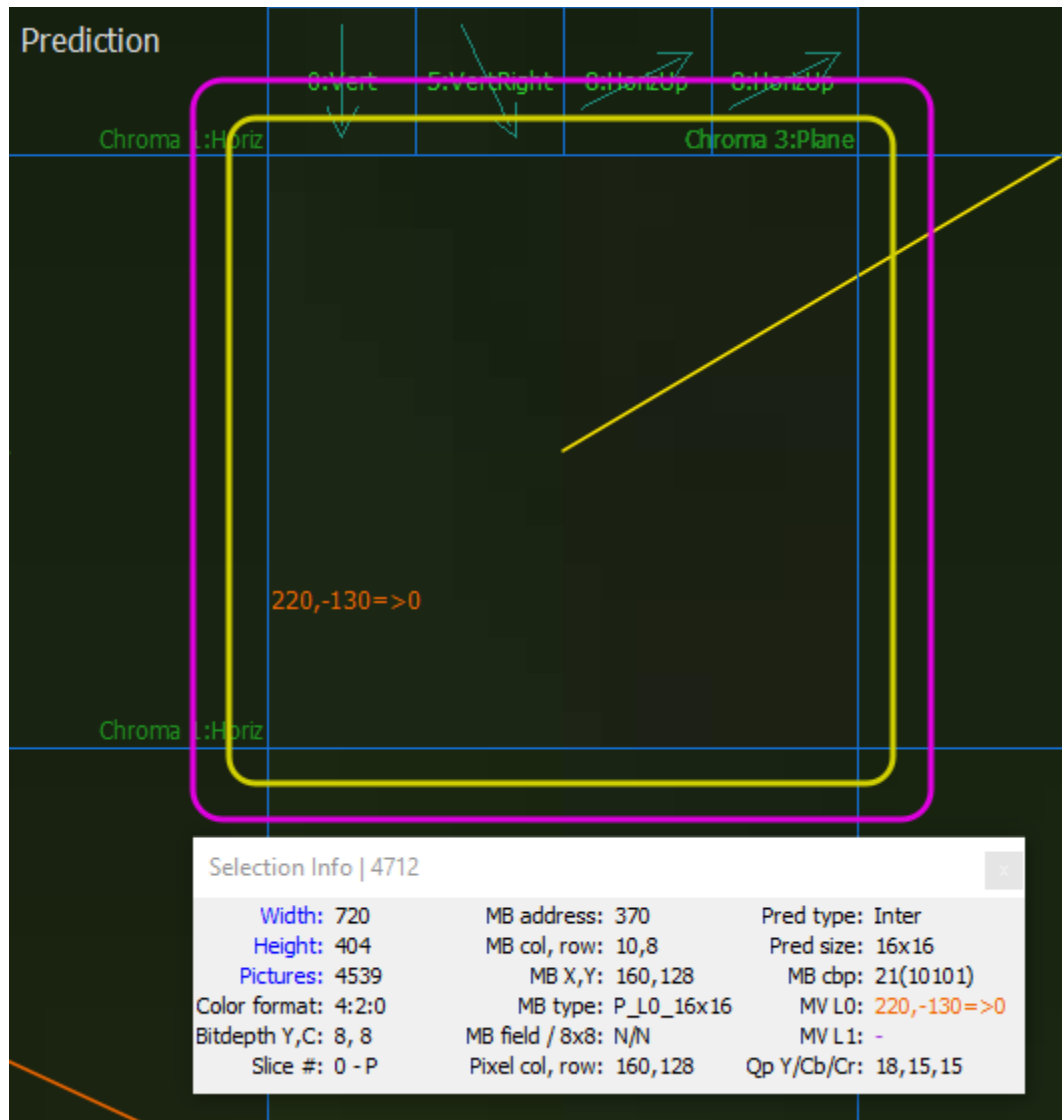 Prediction
0:Vert 5:VertRight 8:HorizUp 8:HorizUp
Chroma 1:Horiz Chroma 3:Plane
220,-130=>0
Chroma 1:Horiz
Selection Info | 4712
x
Width: 720 MB address: 370 Pred type: Inter
Height: 404 MB col, row: 10,8 Pred size: 16x16
Pictures: 4539 MB X,Y: 160,128 MB cbp: 21(10101)
Color format: 4:2:0 MB type: P_L0_16x16 MV L0: 220,-130=>0
Bitdepth Y,C: 8, 8 MB field / 8x8: N/N MV L1: -
Slice #: 0 - P Pixel col, row: 160,128 Qp Y/Cb/Cr: 18,15,15